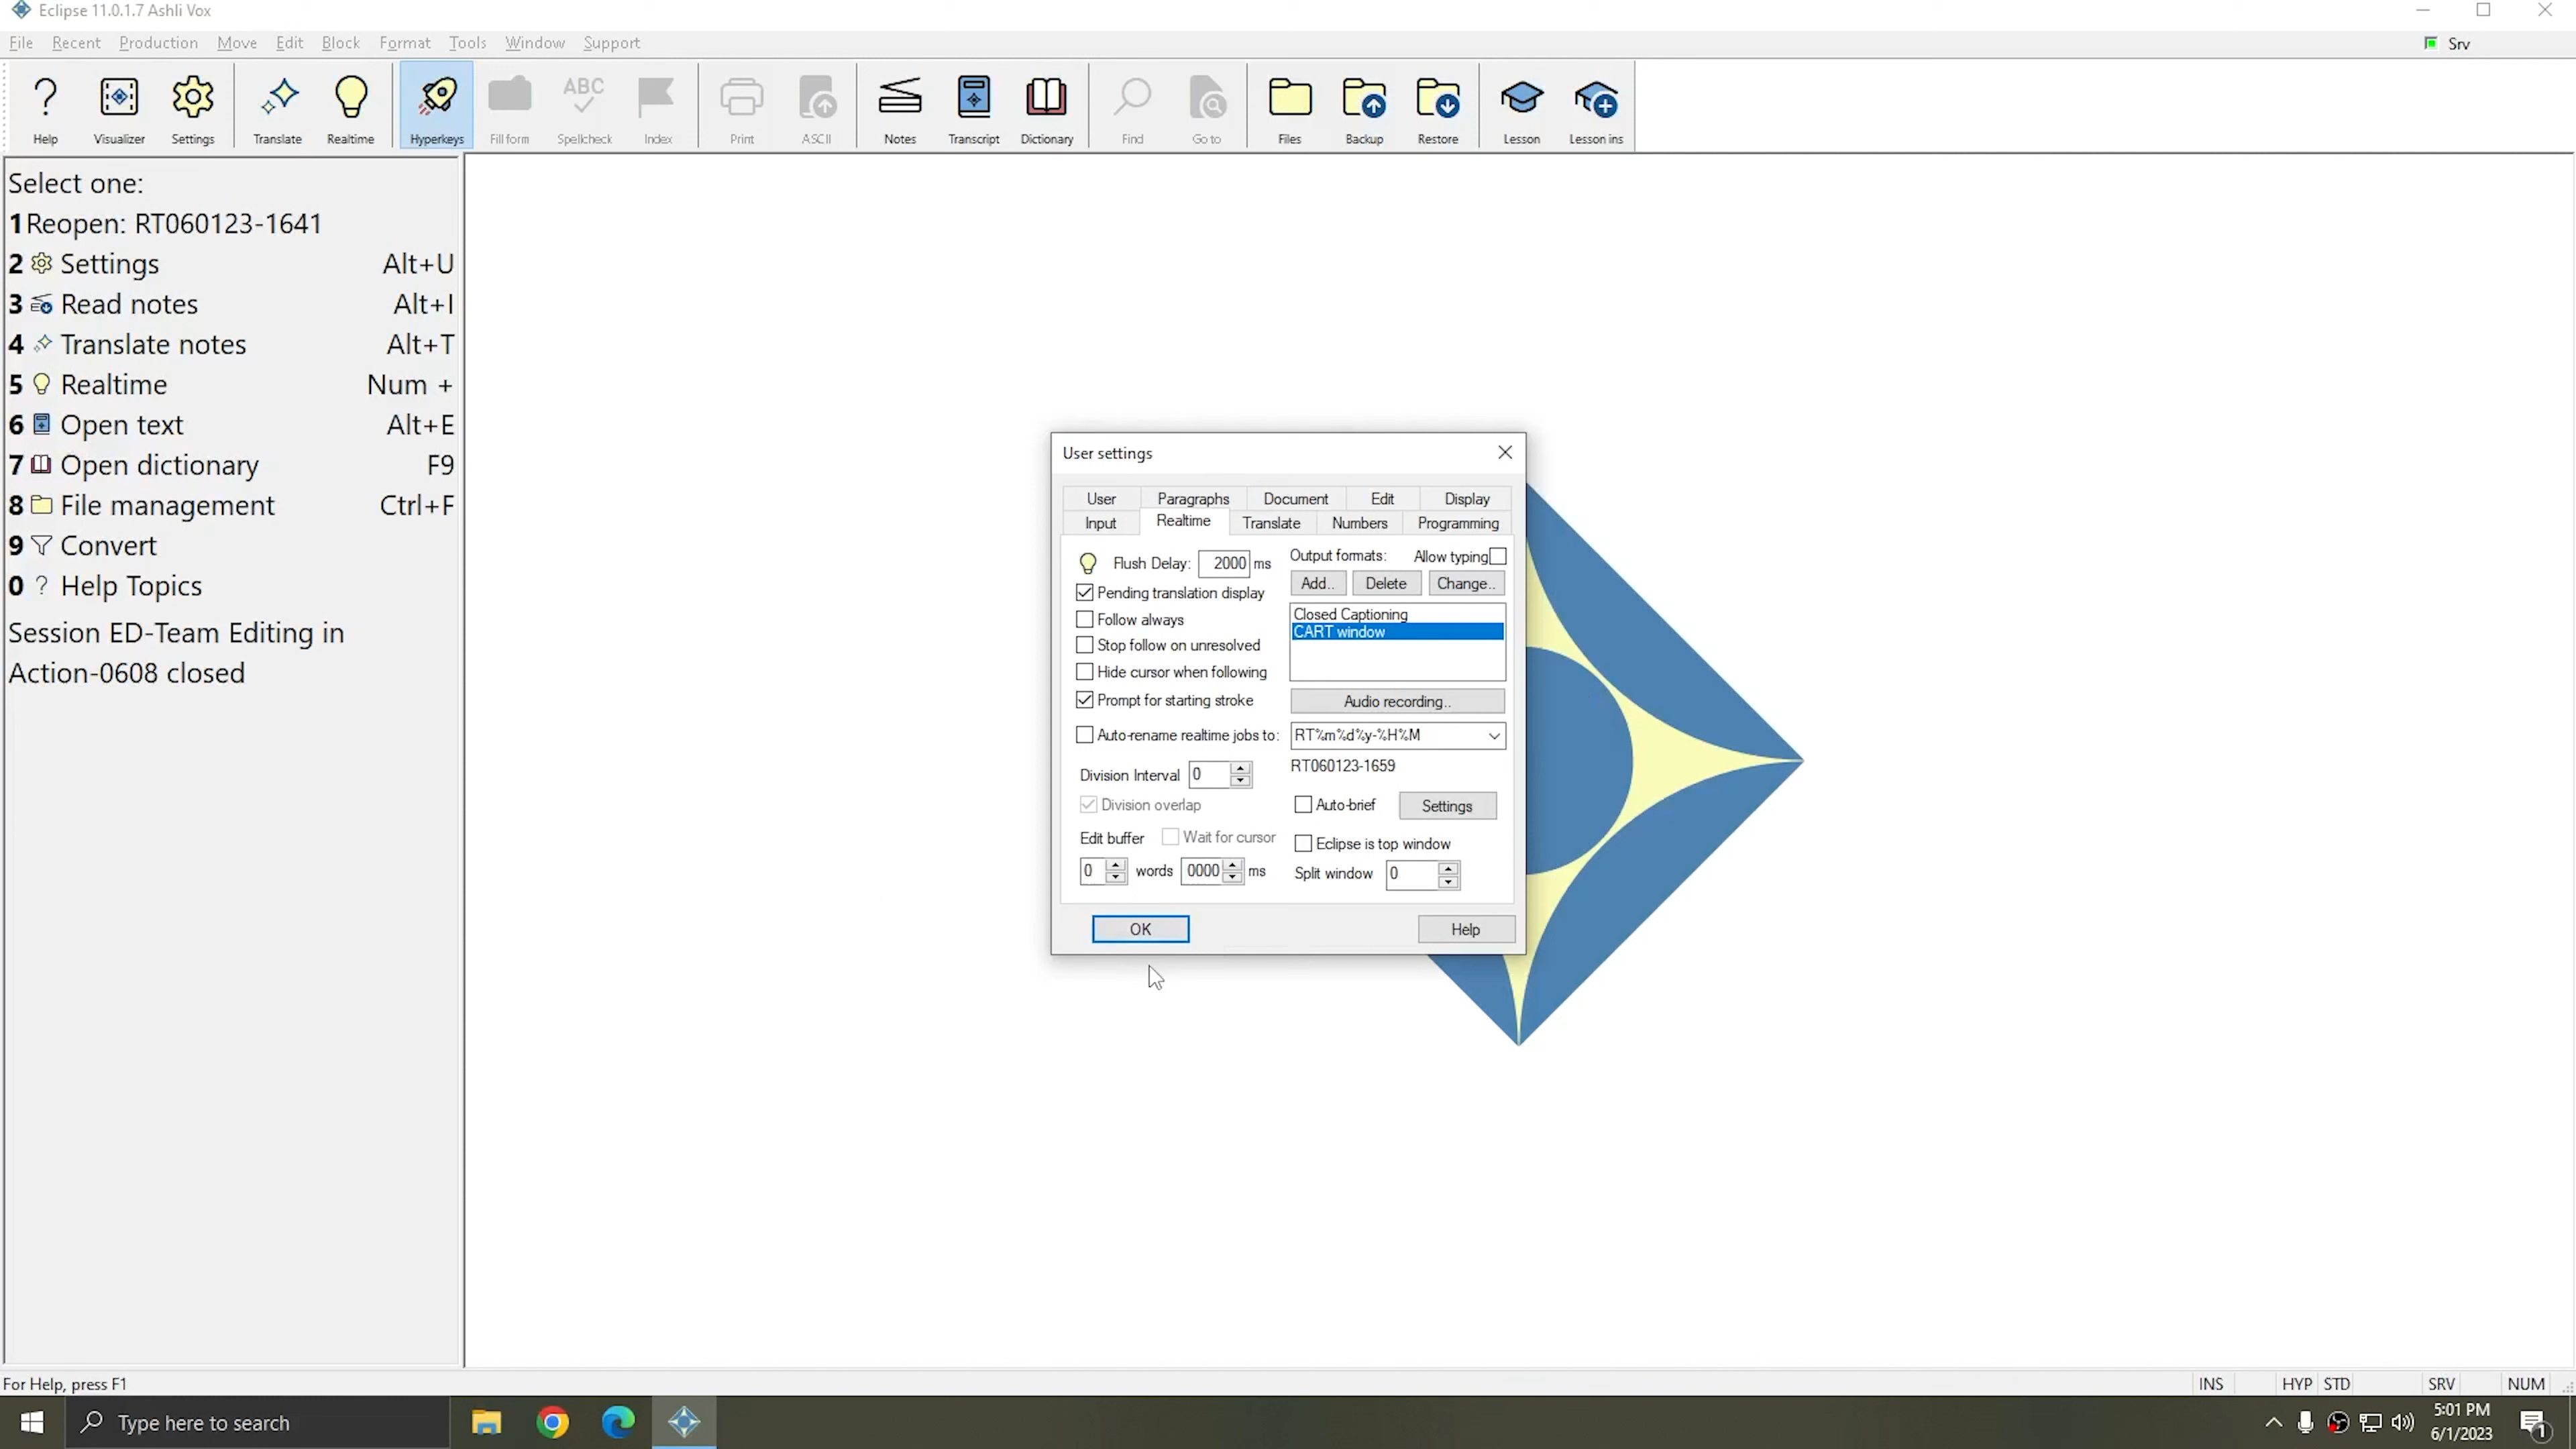 Eclipse 11.0.1.7 Ashli Vox
File Recent Production Move Edit Block Format Tools Window Support
Srv
Help Visualizer Settings Translate Realtime Hyperkeys Fill form Spellcheck Index Print ASCII Notes Transcript Dictionary Find Go to Files Backup Restore Lesson Lesson ins
ABC
Select one:
1 Reopen: RT060123-1641
2 Settings Alt+U
3 Read notes Alt+I
4 Translate notes Alt+T
5 Realtime Num +
6 Open text Alt+E
7 Open dictionary F9
8 File management Ctrl+F
9 Convert
0 ? Help Topics
Session ED-Team Editing in
Action-0608 closed
User settings
User Paragraphs Document Edit Display
Input Realtime Translate Numbers Programming
Flush Delay: 2000 ms
Output formats: Allow typing
Add.. Delete Change..
Pending translation display
Closed Captioning
CART window
Follow always
Stop follow on unresolved
Hide cursor when following
Prompt for starting stroke
Audio recording..
Auto-rename realtime jobs to: RT%m%d%y-%H%M
RT060123-1659
Division Interval 0
Division overlap
Auto-brief Settings
Edit buffer Wait for cursor
Eclipse is top window
0 words 0000 ms
Split window 0
OK Help
For Help, press F1
INS HYP STD SRV NUM
Type here to search
5:01 PM
6/1/2023
1